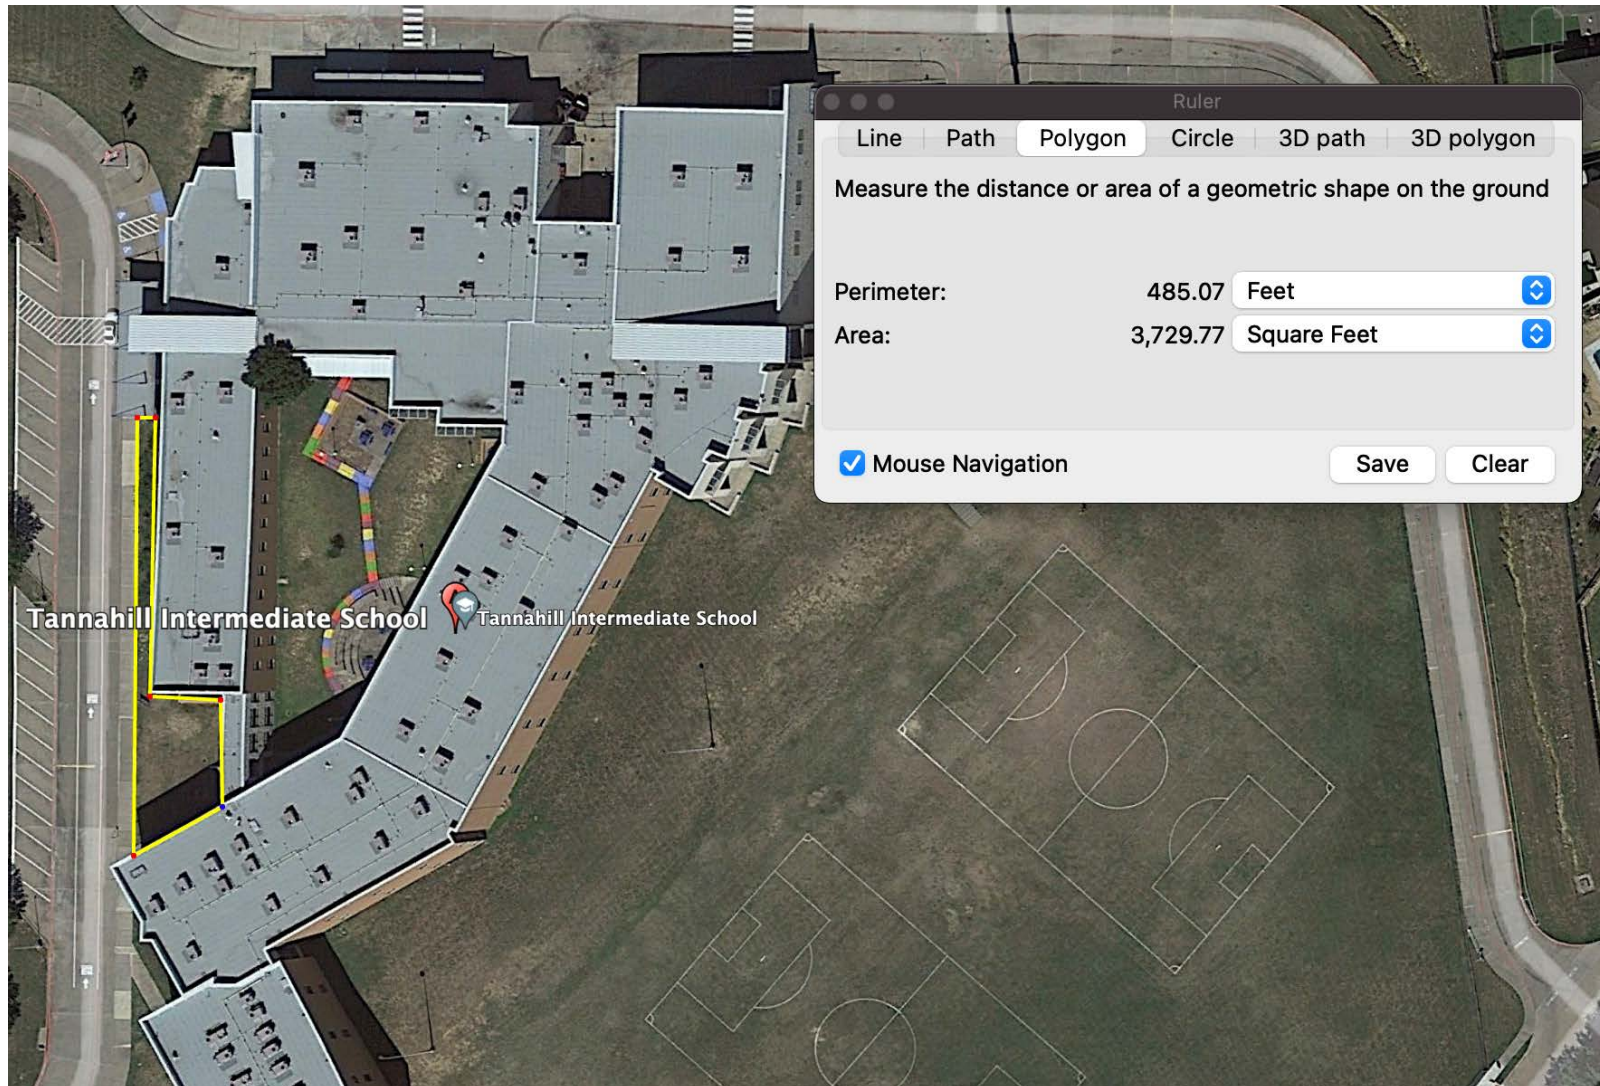 Ruler
Line Path Polygon Circle 3D path 3D polygon
Measure the distance or area of a geometric shape on the ground
Perimeter: 485.07 Feet
Area: 3,729.77 Square Feet
Mouse Navigation Save Clear
Tannahill Intermediate School
Tannahill Intermediate School